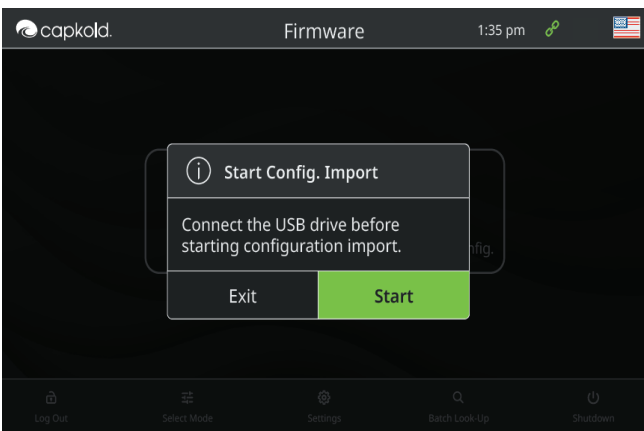 capkold.
Firmware
1:35 pm
Start Config. Import
Connect the USB drive before
starting configuration import.
nfig.
Exit
Start
Log Out
Select Mode
Settings
Batch Look-Up
Shutdown